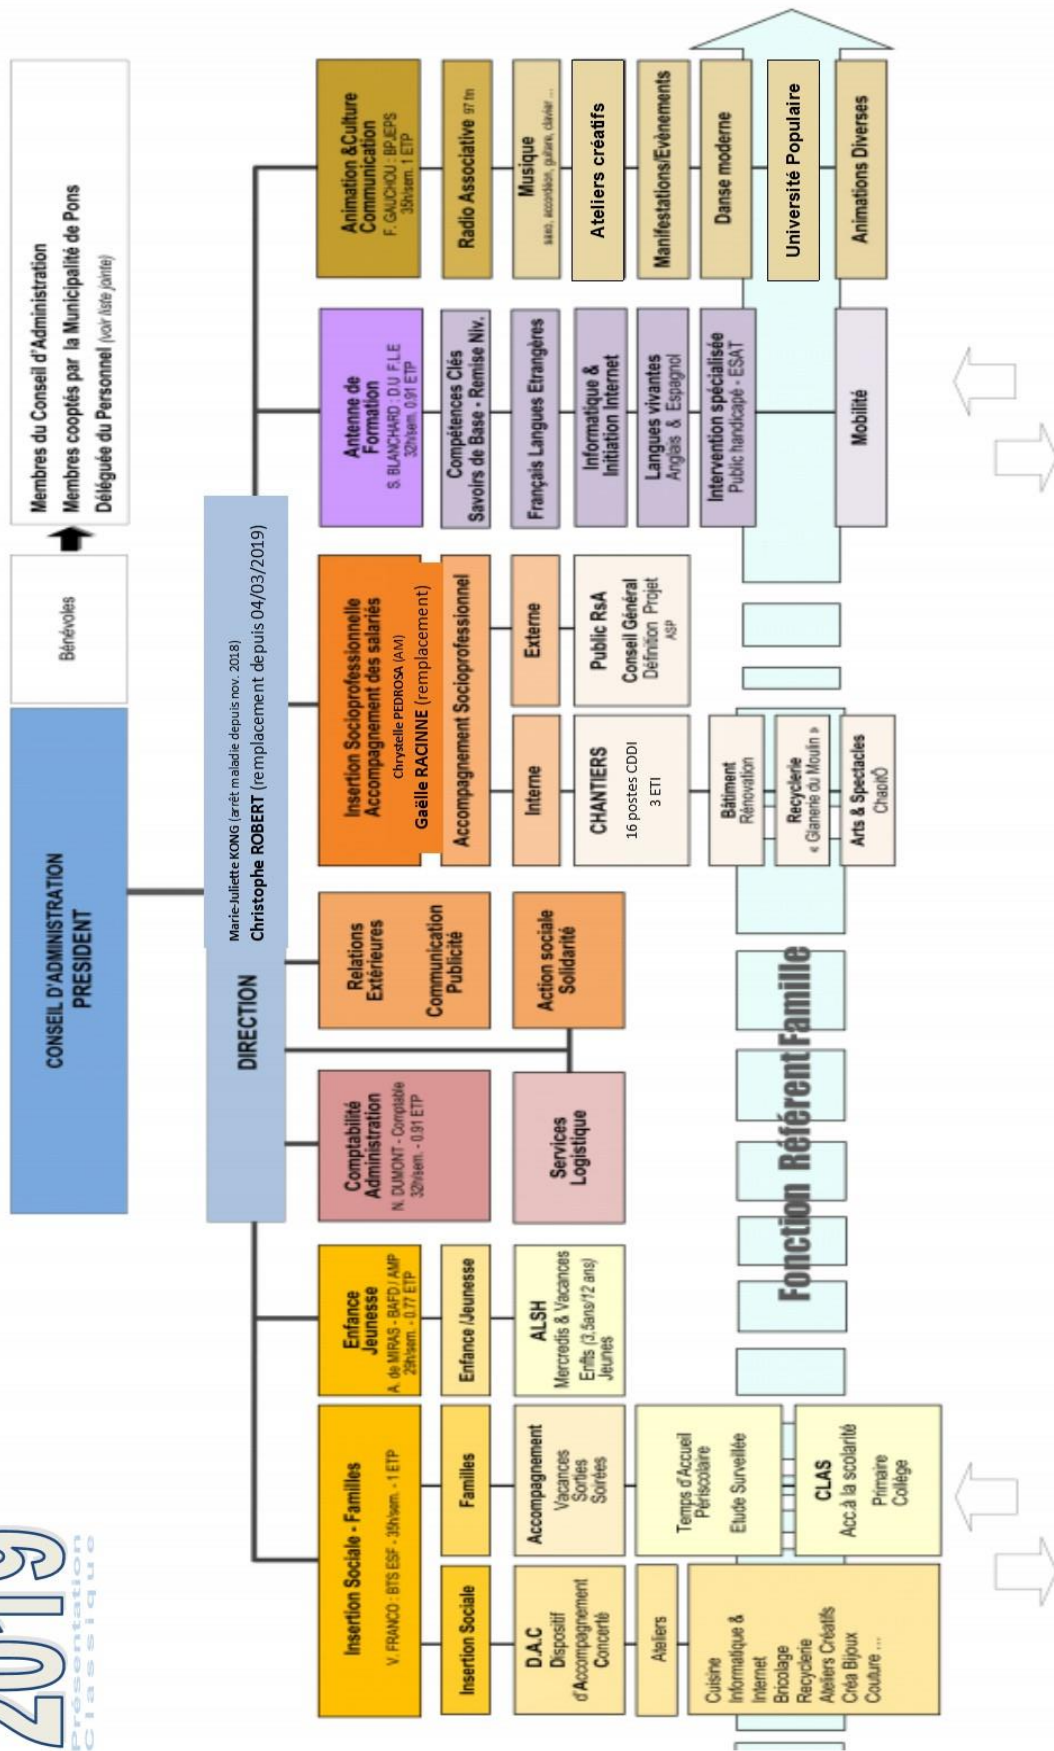 2019
Présentation
Classique
CONSEIL D'ADMINISTRATION
PRESIDENT
Bénévoles
Membres du Conseil d'Administration
Membres cooptés par la Municipalité de Pons
Déléguée du Personnel (voir liste jointe)
DIRECTION
Marie-Juliette KONG (arrêt maladie depuis nov. 2018)
Christophe ROBERT (remplacement depuis 04/03/2019)
Insertion Sociale - Familles
V. FRANCO : BTS ESF - 35h/sem. - 1 ETP
Insertion Sociale
D.A.C
Dispositif
d'Accompagnement
Concerté
Ateliers
Cuisine
Informatique &
Internet
Bricolage
Recyclerie
Ateliers Créatifs
Créa Bijoux
Couture ...
Familles
Accompagnement
Vacances
Sorties
Soirées
Temps d'Accueil
Périscolaire
Etude Surveillée
CLAS
Acc.à la scolarité
Primaire
Collège
Enfance
Jeunesse
A. de MIRAS - BAFD / AMP
29h/sem. - 0.77 ETP
Enfance /Jeunesse
ALSH
Mercredis & Vacances
Enfts (3,5ans/12 ans)
Jeunes
Comptabilité
Administration
N. DUMONT - Comptable
32h/sem. - 0.91 ETP
Services
Logistique
Relations
Extérieures
Communication
Publicité
Action sociale
Solidarité
Insertion Socioprofessionnelle
Accompagnement des salariés
Chrystelle PEDROSA (AM)
Gaëlle RACINNE (remplacement)
Accompagnement Socioprofessionnel
Interne
CHANTIERS
16 postes CDDI
3 ETI
Bâtiment
Rénovation
Recyclerie
« Glanerie du Moulin »
Arts & Spectacles
ChapitÔ
Externe
Public RsA
Conseil Général
Définition Projet
ASP
Antenne de
Formation
S. BLANCHARD : D.U F.L.E
32h/sem. 0.91 ETP
Compétences Clés
Savoirs de Base - Remise Niv.
Français Langues Etrangères
Informatique &
Initiation Internet
Langues vivantes
Anglais & Espagnol
Intervention spécialisée
Public handicapé - ESAT
Mobilité
Animation &Culture
Communication
F. GAUCHOU : BPJEPS
35h/sem. 1 ETP
Radio Associative 97 fm
Musique
saxo, accordéon, guitare, clavier ...
Ateliers créatifs
Manifestations/Evènements
Danse moderne
Université Populaire
Animations Diverses
Fonction Référent Famille